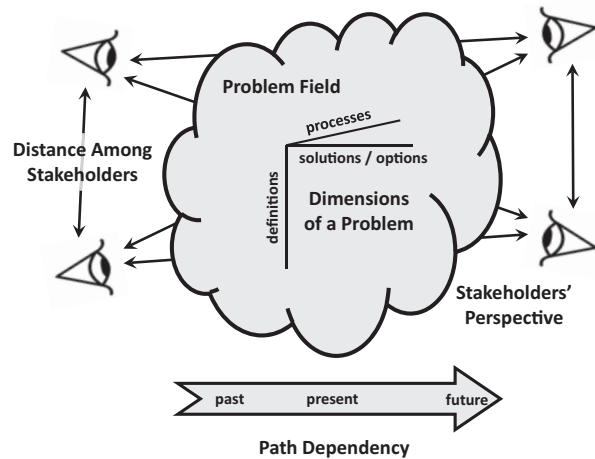 Problem Field
processes
Distance Among
Stakeholders
solutions / options
definitions
Dimensions
of a Problem
Stakeholders’
Perspective
past present future
Path Dependency